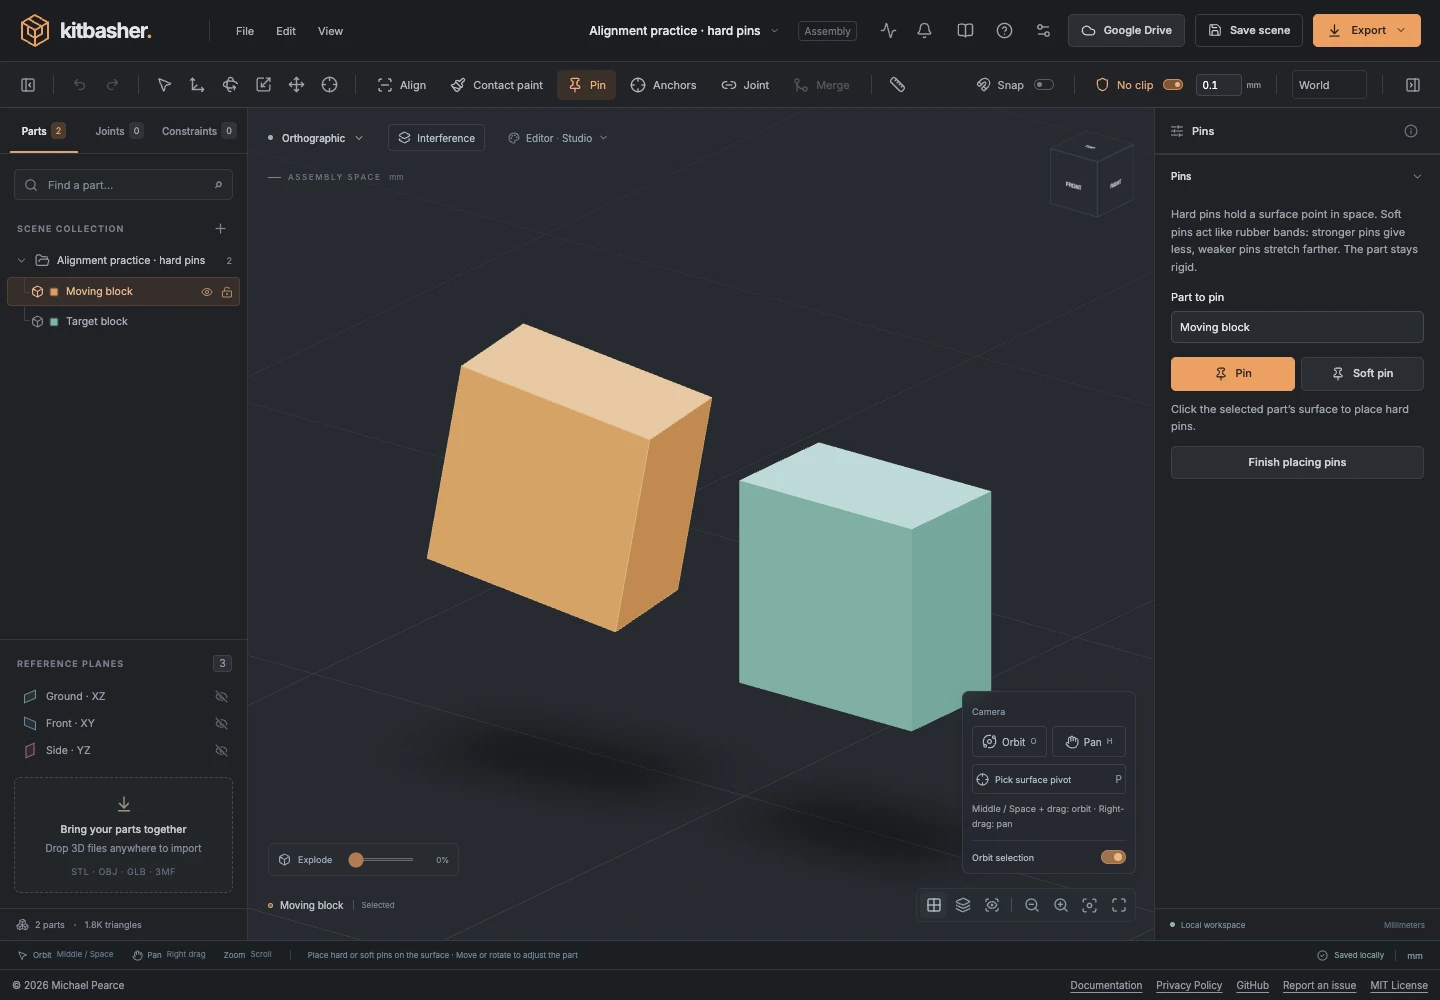 kitbasher.
File
Edit
View
Alignment practice · hard pins
Assembly
Google Drive
Save scene
Export
Align
Contact paint
Pin
Anchors
Joint
Merge
Snap
No clip
0.1
mm
World
Parts 2
Joints 0
Constraints 0
Find a part...
SCENE COLLECTION
Alignment practice · hard pins 2
Moving block
Target block
REFERENCE PLANES 3
Ground · XZ
Front · XY
Side · YZ
Bring your parts together
Drop 3D files anywhere to import
STL · OBJ · GLB · 3MF
2 parts · 1.8K triangles
Orthographic
Interference
Editor · Studio
ASSEMBLY SPACE mm
FRONT
RIGHT
Camera
Orbit O
Pan H
Pick surface pivot P
Middle / Space + drag: orbit · Right-
drag: pan
Orbit selection
Explode 0%
Moving block Selected
Pins
Pins
Hard pins hold a surface point in space. Soft
pins act like rubber bands: stronger pins give
less, weaker pins stretch farther. The part stays
rigid.
Part to pin
Moving block
Pin
Soft pin
Click the selected part's surface to place hard
pins.
Finish placing pins
Local workspace
Millimeters
Orbit Middle / Space
Pan Right drag
Zoom Scroll
Place hard or soft pins on the surface · Move or rotate to adjust the part
Saved locally
mm
© 2026 Michael Pearce
Documentation
Privacy Policy
GitHub
Report an issue
MIT License